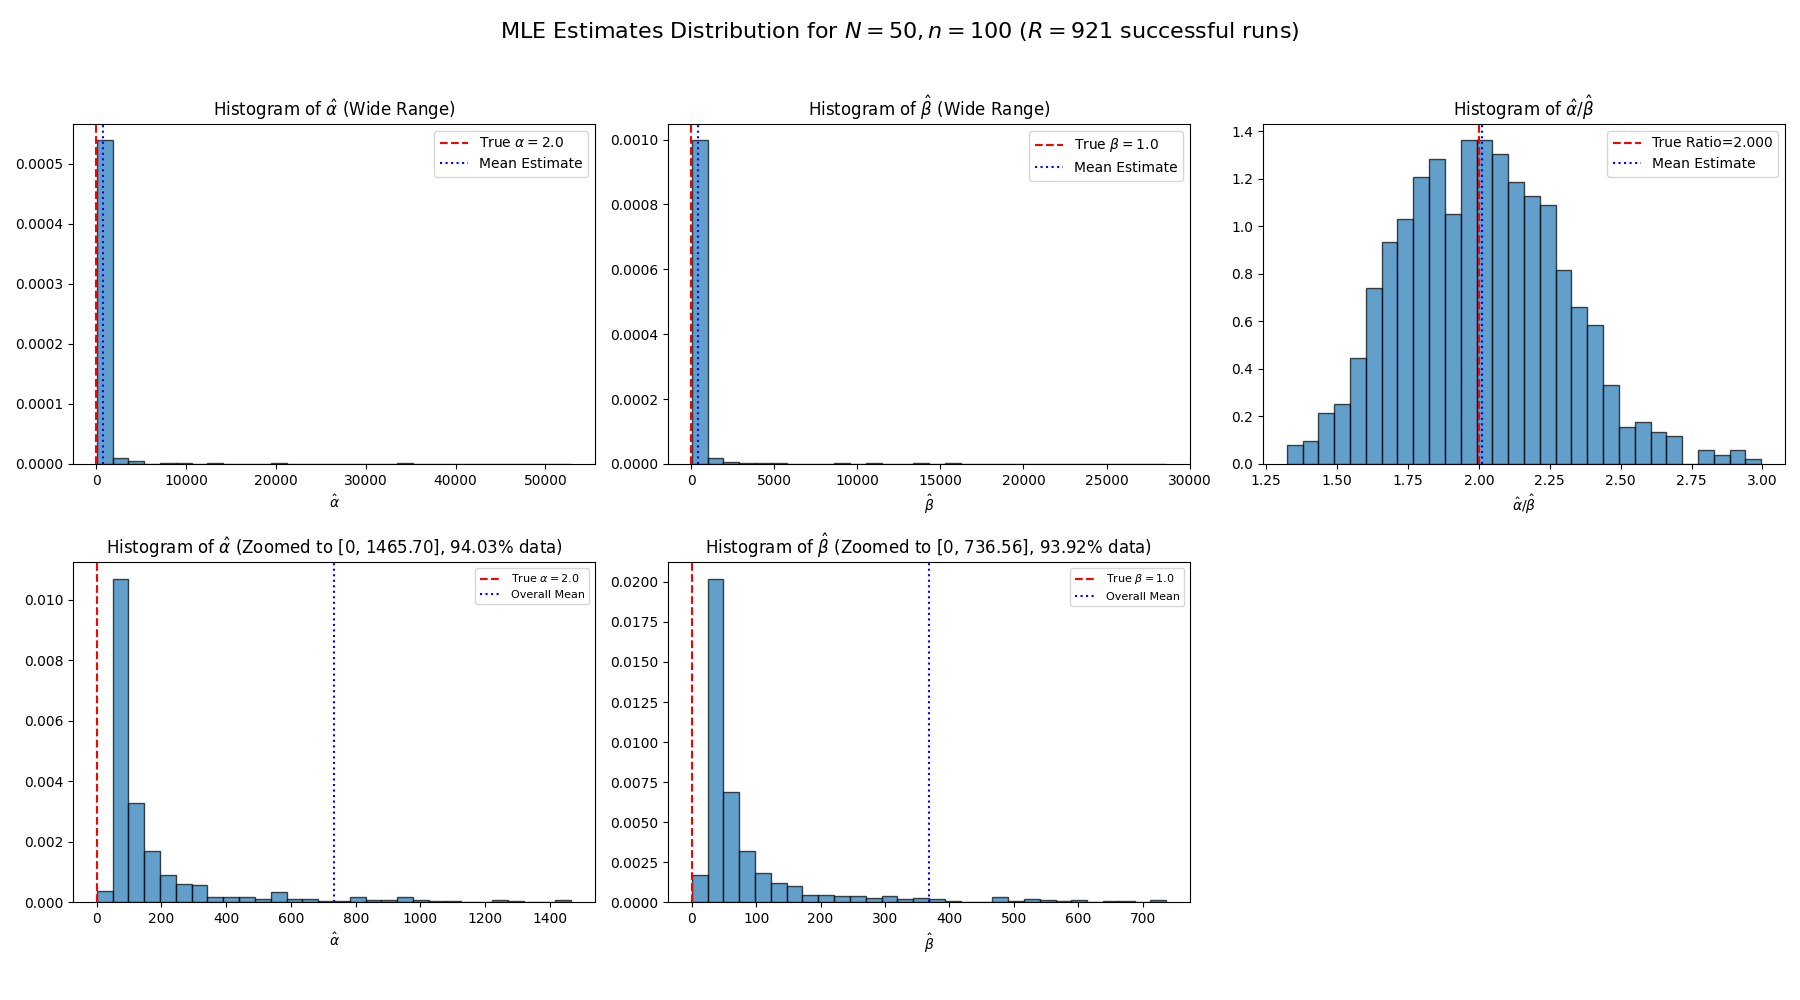 MLE Estimates Distribution for N = 50, n = 100 (R = 921 successful runs)
Histogram of α̂ (Wide Range)
True α = 2.0
Mean Estimate
0.0005
0.0004
0.0003
0.0002
0.0001
0.0000
0 10000 20000 30000 40000 50000
α̂
Histogram of β̂ (Wide Range)
True β = 1.0
Mean Estimate
0.0010
0.0008
0.0006
0.0004
0.0002
0.0000
0 5000 10000 15000 20000 25000 30000
β̂
Histogram of α̂/β̂
True Ratio=2.000
Mean Estimate
1.4
1.2
1.0
0.8
0.6
0.4
0.2
0.0
1.25 1.50 1.75 2.00 2.25 2.50 2.75 3.00
α̂/β̂
Histogram of α̂ (Zoomed to [0, 1465.70], 94.03% data)
True α = 2.0
Overall Mean
0.010
0.008
0.006
0.004
0.002
0.000
0 200 400 600 800 1000 1200 1400
α̂
Histogram of β̂ (Zoomed to [0, 736.56], 93.92% data)
True β = 1.0
Overall Mean
0.0200
0.0175
0.0150
0.0125
0.0100
0.0075
0.0050
0.0025
0.0000
0 100 200 300 400 500 600 700
β̂